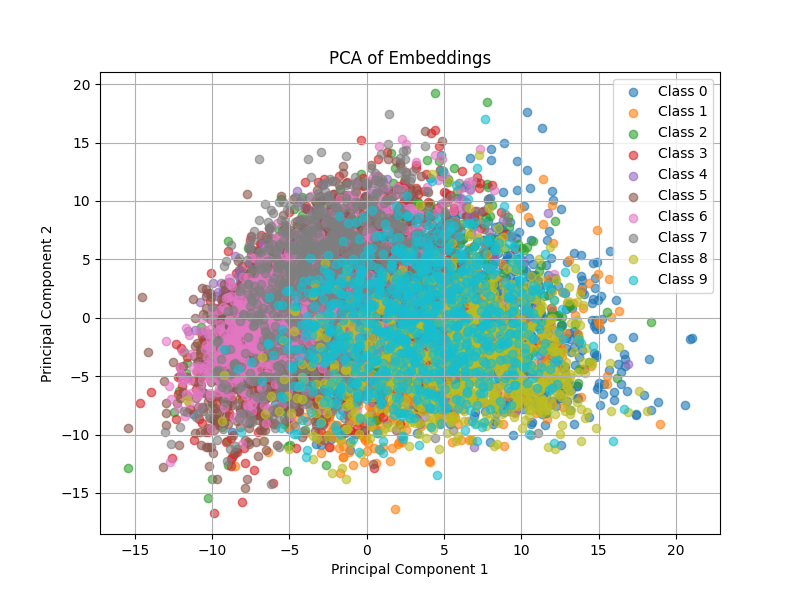 PCA of Embeddings
20
15
10
5
0
−5
−10
−15
Principal Component 2
Class 0
Class 1
Class 2
Class 3
Class 4
Class 5
Class 6
Class 7
Class 8
Class 9
−15 −10 −5 0 5 10 15 20
Principal Component 1